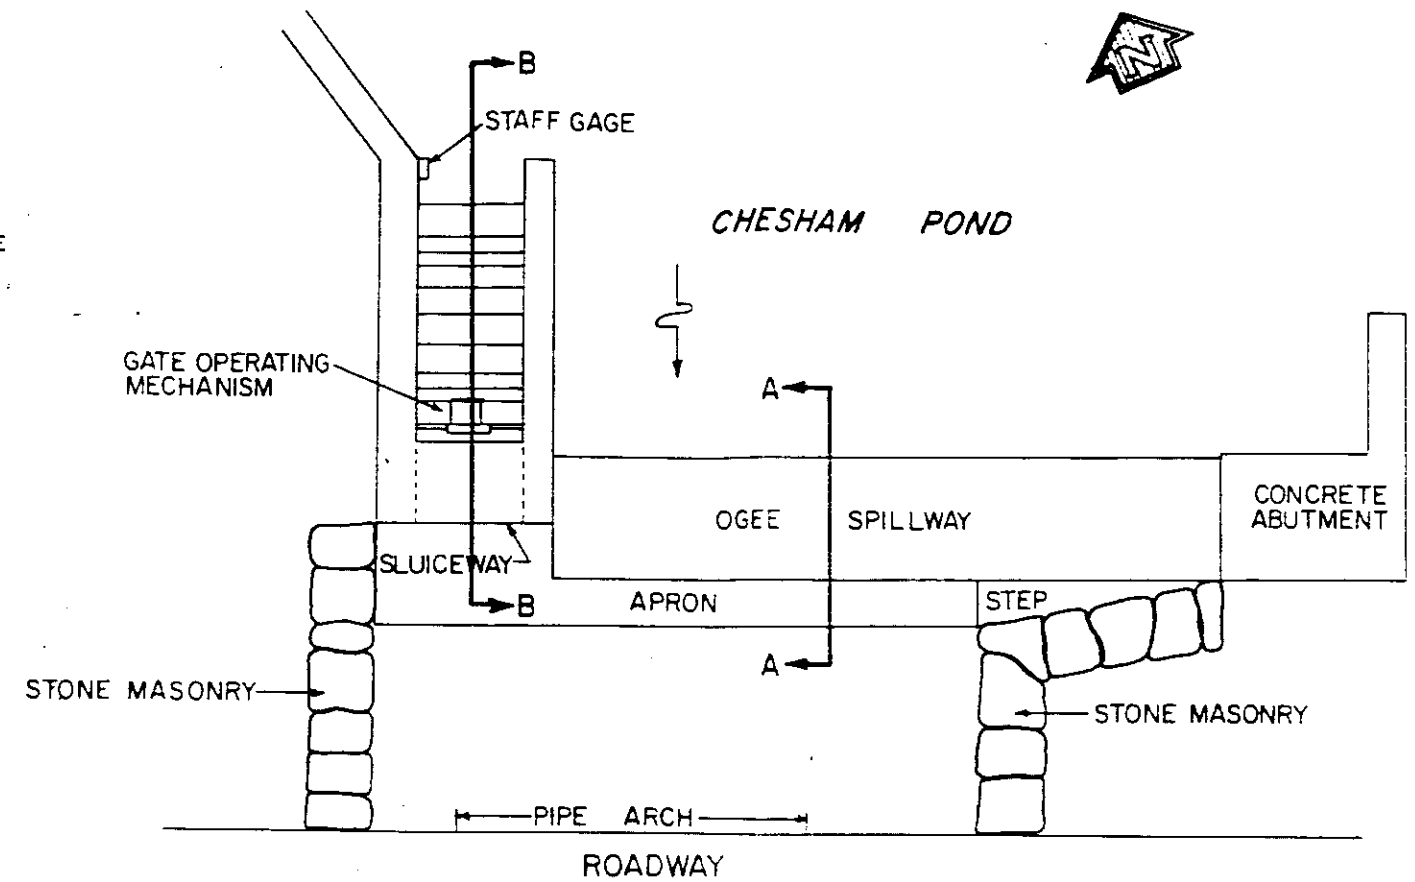 B
STAFF GAGE
N
CHESHAM POND
E
GATE OPERATING
MECHANISM
A
OGEE SPILLWAY
CONCRETE
ABUTMENT
SLUICEWAY
B
APRON
STEP
A
STONE MASONRY
STONE MASONRY
PIPE ARCH
ROADWAY